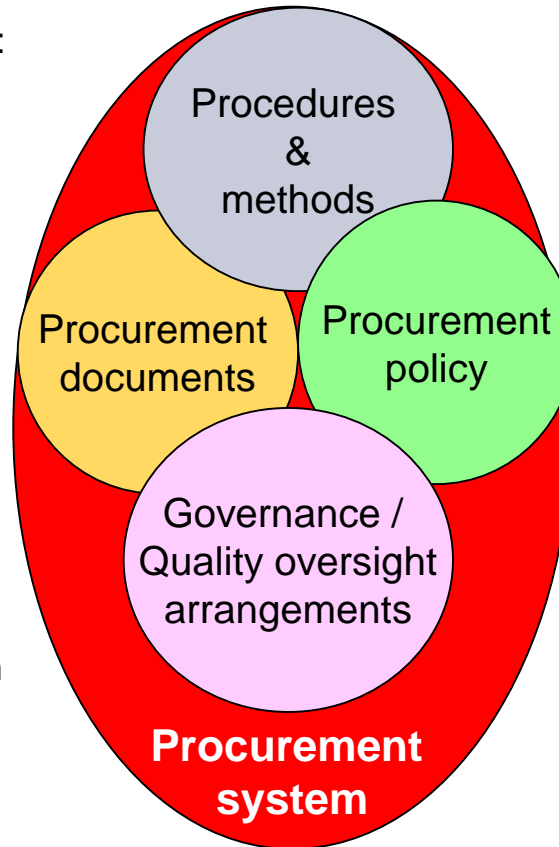 Procedures
&
methods
Procurement
documents
Procurement
policy
Governance /
Quality oversight
arrangements
Procurement
system